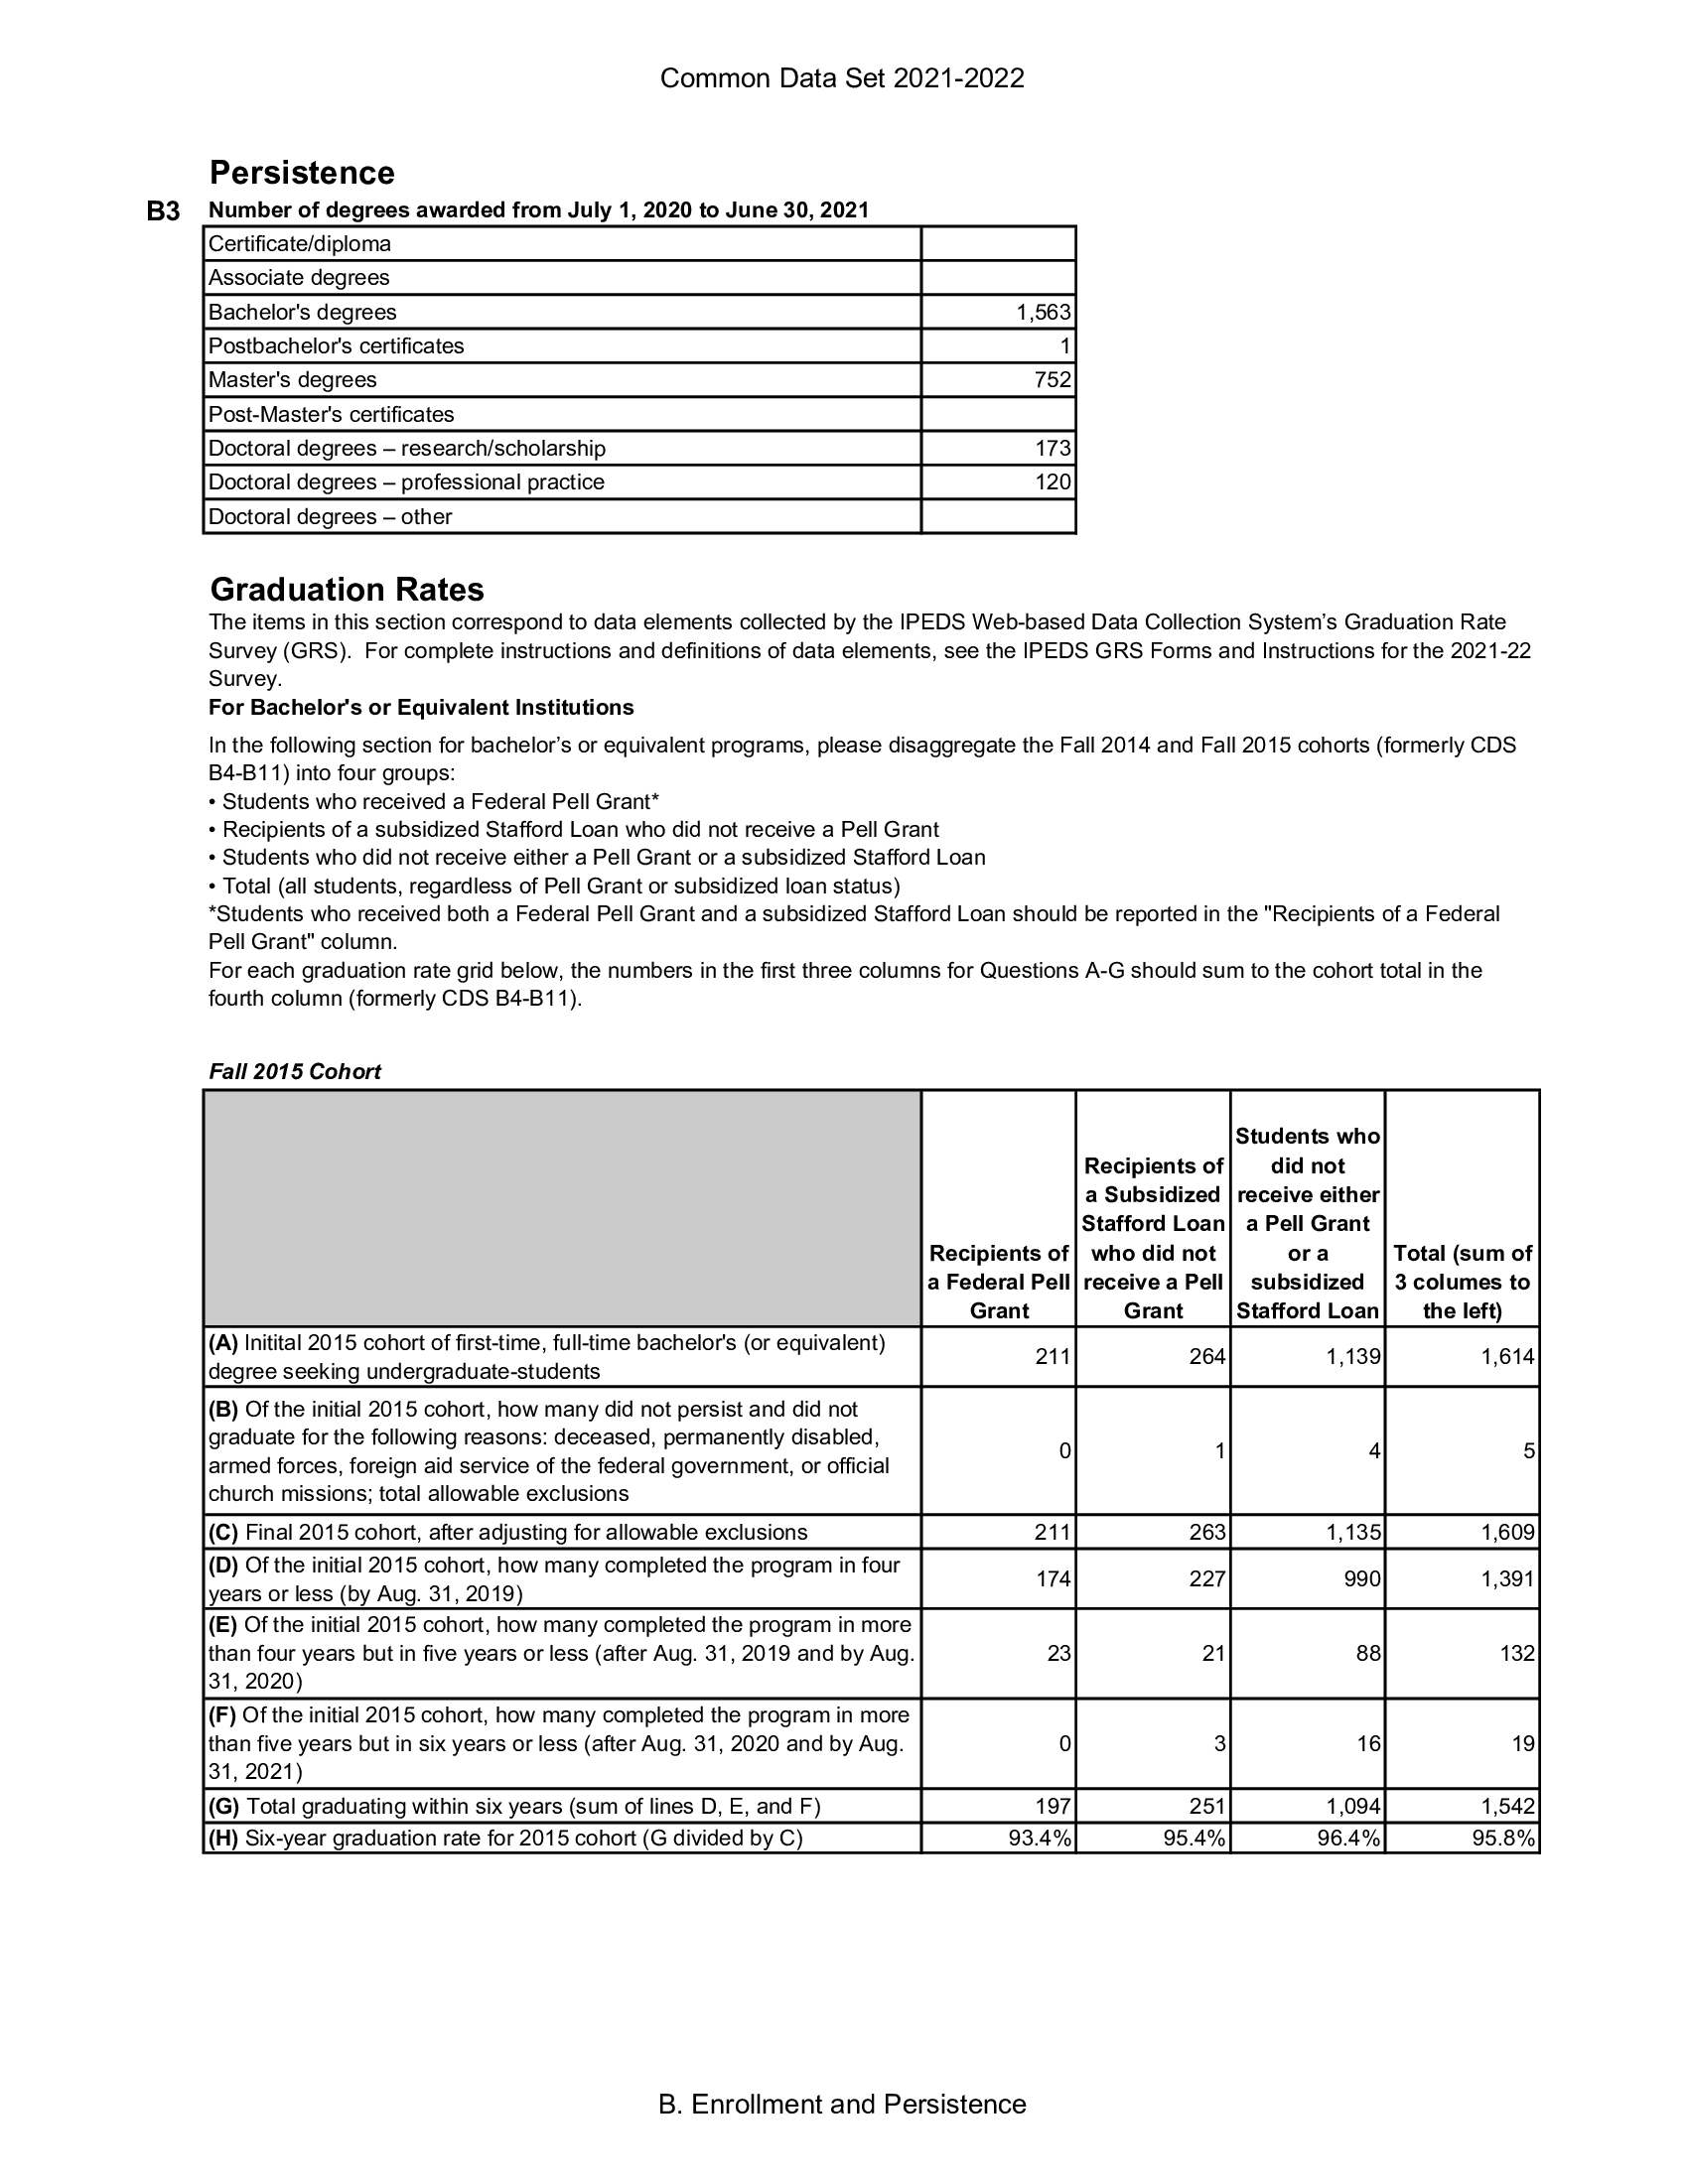 Common Data Set 2021-2022
Persistence
B3 Number of degrees awarded from July 1, 2020 to June 30, 2021
Certificate/diploma
Associate degrees
Bachelor's degrees 1,563
Postbachelor's certificates 1
Master's degrees 752
Post-Master's certificates
Doctoral degrees – research/scholarship 173
Doctoral degrees – professional practice 120
Doctoral degrees – other
Graduation Rates
The items in this section correspond to data elements collected by the IPEDS Web-based Data Collection System’s Graduation Rate
Survey (GRS).  For complete instructions and definitions of data elements, see the IPEDS GRS Forms and Instructions for the 2021-22
Survey.
For Bachelor's or Equivalent Institutions
In the following section for bachelor’s or equivalent programs, please disaggregate the Fall 2014 and Fall 2015 cohorts (formerly CDS
B4-B11) into four groups:
• Students who received a Federal Pell Grant*
• Recipients of a subsidized Stafford Loan who did not receive a Pell Grant
• Students who did not receive either a Pell Grant or a subsidized Stafford Loan
• Total (all students, regardless of Pell Grant or subsidized loan status)
*Students who received both a Federal Pell Grant and a subsidized Stafford Loan should be reported in the "Recipients of a Federal
Pell Grant" column.
For each graduation rate grid below, the numbers in the first three columns for Questions A-G should sum to the cohort total in the
fourth column (formerly CDS B4-B11).
Fall 2015 Cohort
Recipients of
a Federal Pell
Grant
Recipients of
a Subsidized
Stafford Loan
who did not
receive a Pell
Grant
Students who
did not
receive either
a Pell Grant
or a
subsidized
Stafford Loan
Total (sum of
3 columes to
the left)
(A) Initital 2015 cohort of first-time, full-time bachelor's (or equivalent)
degree seeking undergraduate-students
211 264 1,139 1,614
(B) Of the initial 2015 cohort, how many did not persist and did not
graduate for the following reasons: deceased, permanently disabled,
armed forces, foreign aid service of the federal government, or official
church missions; total allowable exclusions
0 1 4 5
(C) Final 2015 cohort, after adjusting for allowable exclusions 211 263 1,135 1,609
(D) Of the initial 2015 cohort, how many completed the program in four
years or less (by Aug. 31, 2019)
174 227 990 1,391
(E) Of the initial 2015 cohort, how many completed the program in more
than four years but in five years or less (after Aug. 31, 2019 and by Aug.
31, 2020)
23 21 88 132
(F) Of the initial 2015 cohort, how many completed the program in more
than five years but in six years or less (after Aug. 31, 2020 and by Aug.
31, 2021)
0 3 16 19
(G) Total graduating within six years (sum of lines D, E, and F) 197 251 1,094 1,542
(H) Six-year graduation rate for 2015 cohort (G divided by C) 93.4% 95.4% 96.4% 95.8%
B. Enrollment and Persistence